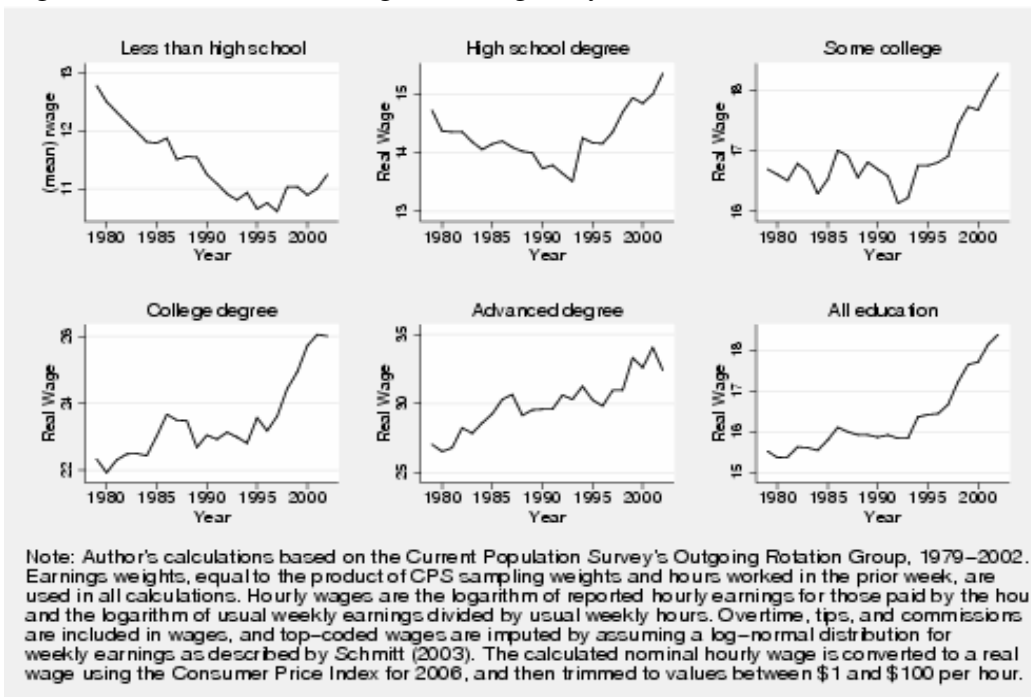 Less than high school
High school degree
Some college
(mean) rwage
11 12 13
1980 1985 1990 1995 2000
Year
Real Wage
13 14 15
1980 1985 1990 1995 2000
Year
Real Wage
16 17 18
1980 1985 1990 1995 2000
Year
College degree
Advanced degree
All education
Real Wage
22 24 26
1980 1985 1990 1995 2000
Year
Real Wage
25 30 35
1980 1985 1990 1995 2000
Year
Real Wage
15 16 17 18
1980 1985 1990 1995 2000
Year
Note: Author's calculations based on the Current Population Survey's Outgoing Rotation Group, 1979–2002.
Earnings weights, equal to the product of CPS sampling weights and hours worked in the prior week, are
used in all calculations. Hourly wages are the logarithm of reported hourly earnings for those paid by the hou
and the logarithm of usual weekly earnings divided by usual weekly hours. Overtime, tips, and commissions
are included in wages, and top–coded wages are imputed by assuming a log–normal distribution for
weekly earnings as described by Schmitt (2003). The calculated nominal hourly wage is converted to a real
wage using the Consumer Price Index for 2006, and then trimmed to values between $1 and $100 per hour.